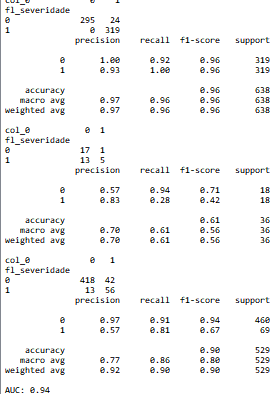 col_0 0 1
fl_severidade
0 295 24
1 0 319
precision recall f1-score support
0 1.00 0.92 0.96 319
1 0.93 1.00 0.96 319
accuracy 0.96 638
macro avg 0.97 0.96 0.96 638
weighted avg 0.97 0.96 0.96 638
col_0 0 1
fl_severidade
0 17 1
1 13 5
precision recall f1-score support
0 0.57 0.94 0.71 18
1 0.83 0.28 0.42 18
accuracy 0.61 36
macro avg 0.70 0.61 0.56 36
weighted avg 0.70 0.61 0.56 36
col_0 0 1
fl_severidade
0 418 42
1 13 56
precision recall f1-score support
0 0.97 0.91 0.94 460
1 0.57 0.81 0.67 69
accuracy 0.90 529
macro avg 0.77 0.86 0.80 529
weighted avg 0.92 0.90 0.90 529
AUC: 0.94